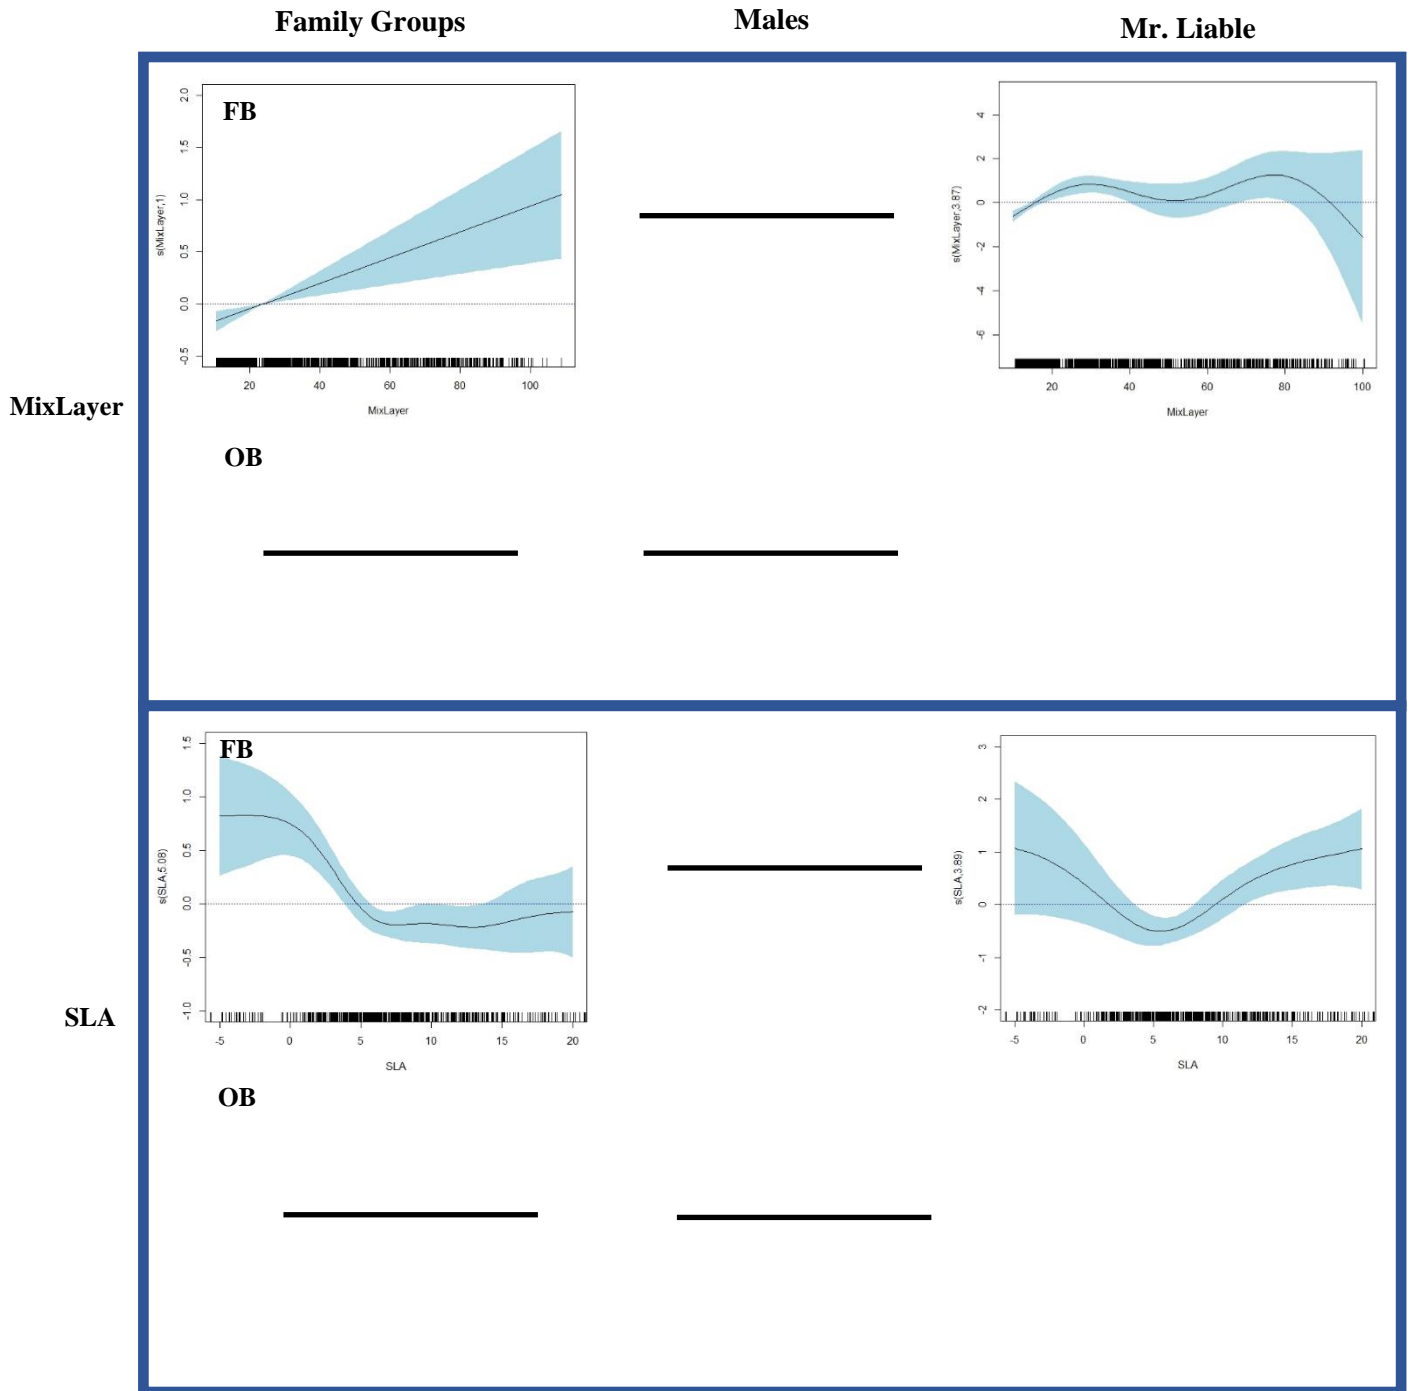 Family Groups Males Mr. Liable
MixLayer
FB
s(MixLayer,1)
2.0
1.5
1.0
0.5
0.0
-0.5
20 40 60 80 100
MixLayer
s(MixLayer,3.87)
4
2
0
-2
-4
-6
20 40 60 80 100
MixLayer
OB
SLA
FB
s(SLA,5.08)
1.5
1.0
0.5
0.0
-0.5
-1.0
-5 0 5 10 15 20
SLA
s(SLA,3.89)
3
2
1
0
-1
-2
-5 0 5 10 15 20
SLA
OB